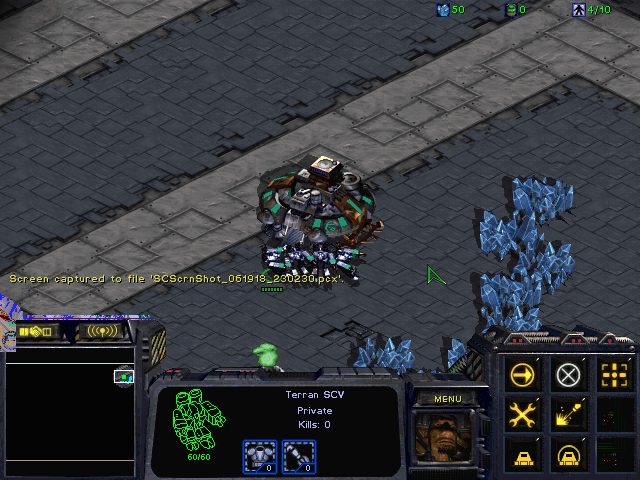 50 0 4/10
Screen captured to file 'SCScrnShot_061918_230230.pcx'.
Terran SCV
Private
Kills: 0
60/60
0 0
MENU